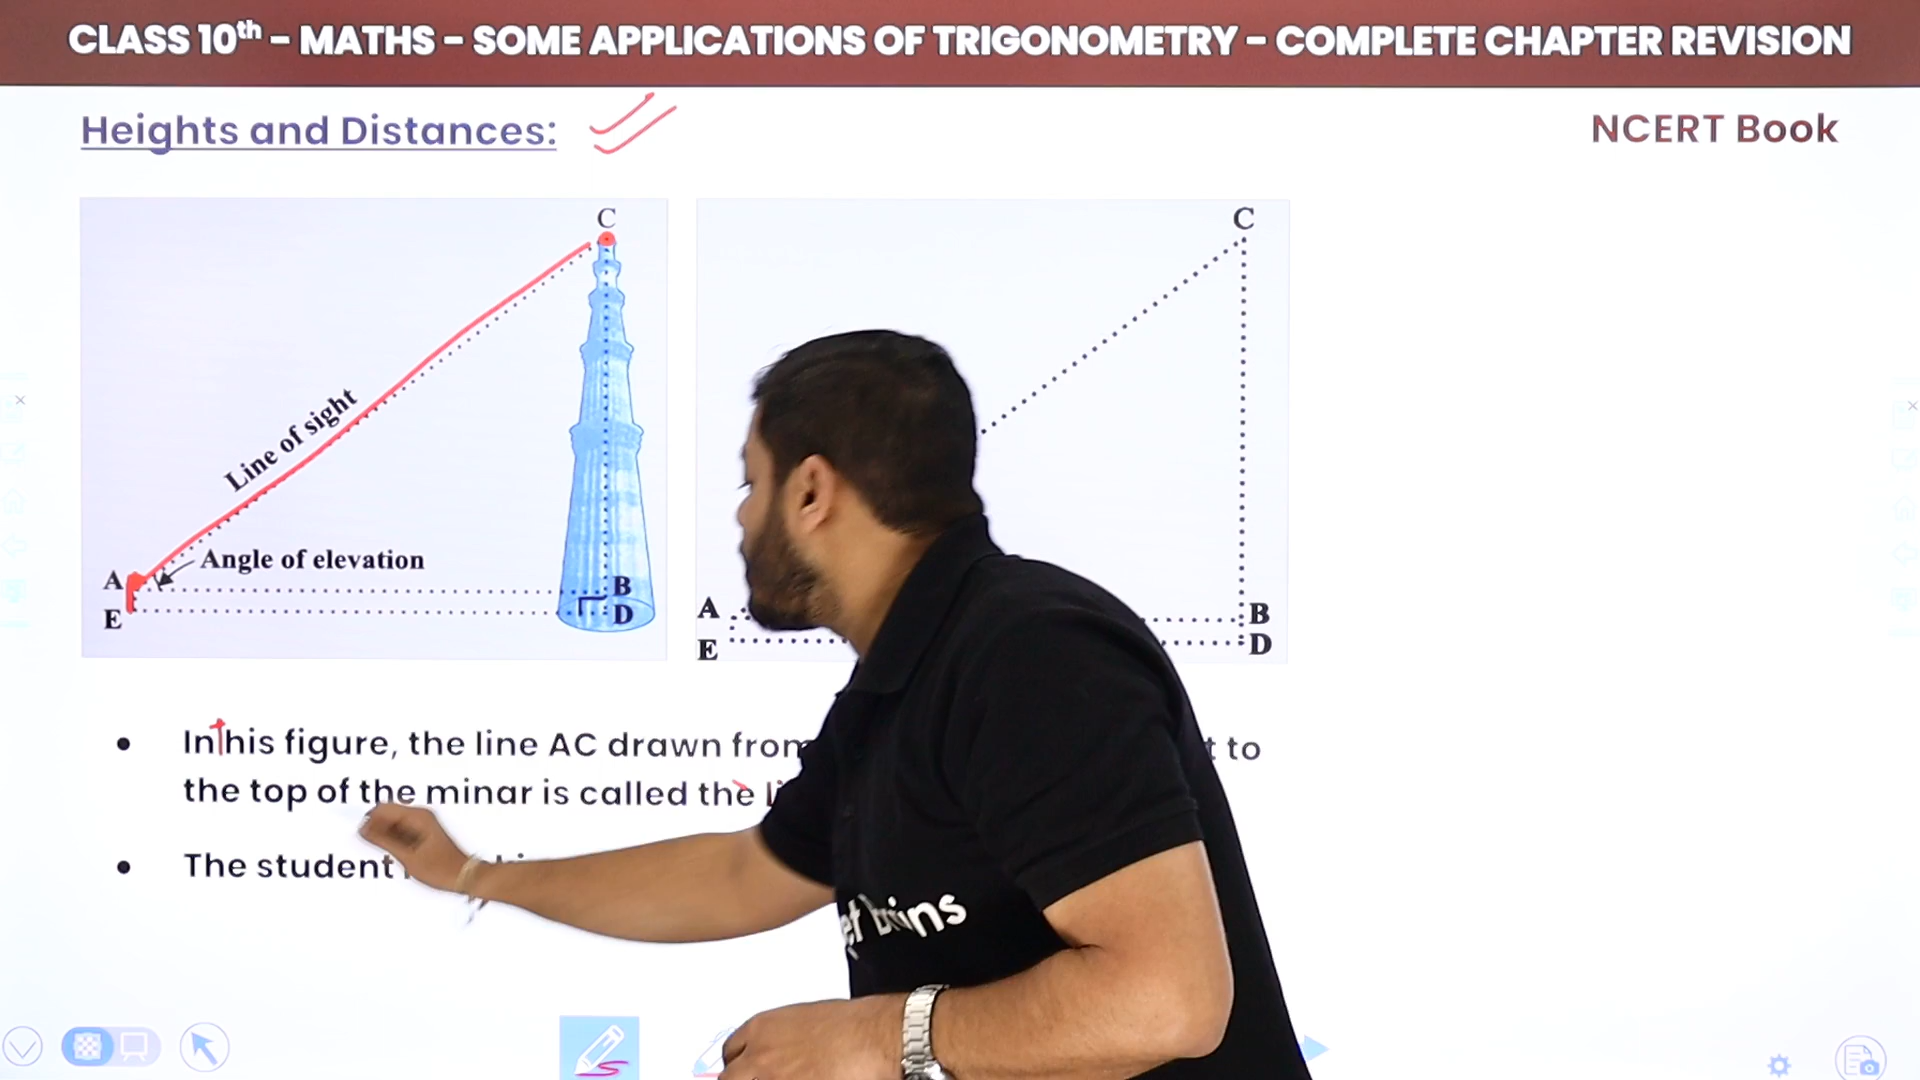 CLASS 10th – MATHS – SOME APPLICATIONS OF TRIGONOMETRY – COMPLETE CHAPTER REVISION
Heights and Distances:
NCERT Book
C
Line of sight
Angle of elevation
A
B
E
D
C
A
B
E
D
• In this figure, the line AC drawn from to
the top of the minar is called the
• The student